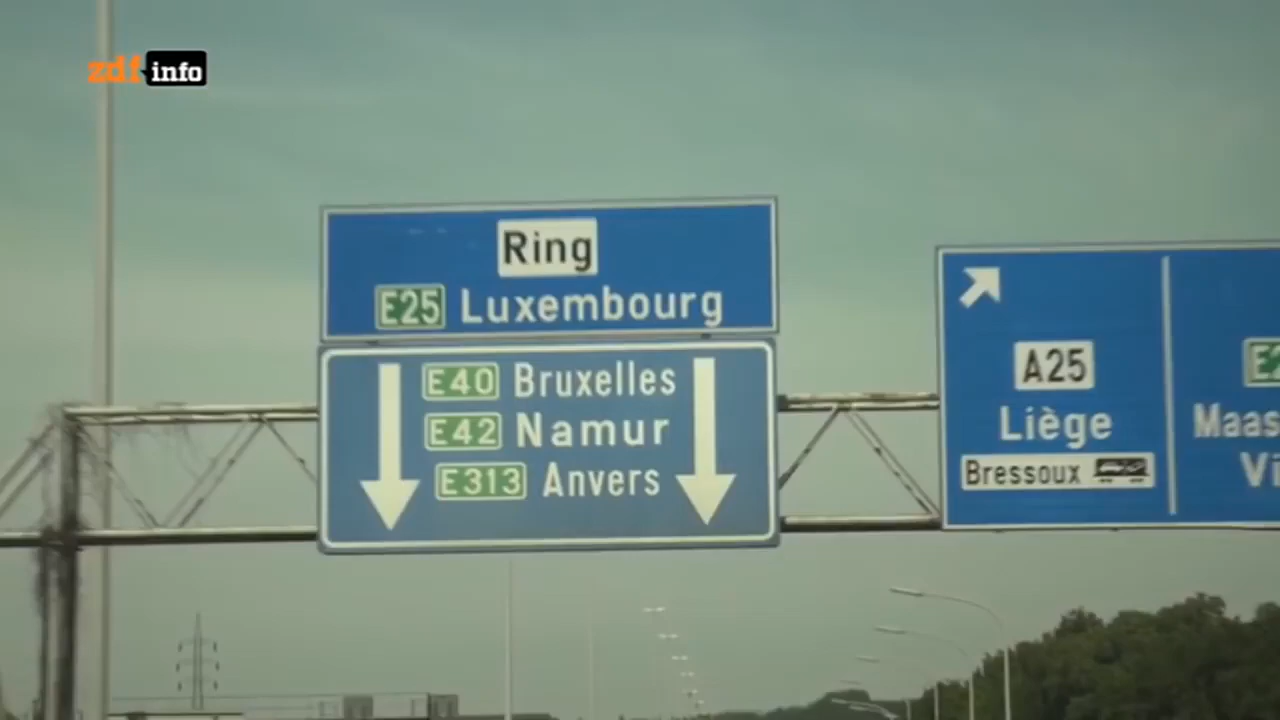 zdf info
Ring
E25 Luxembourg
E40 Bruxelles
E42 Namur
E313 Anvers
A25
Liège
Bressoux